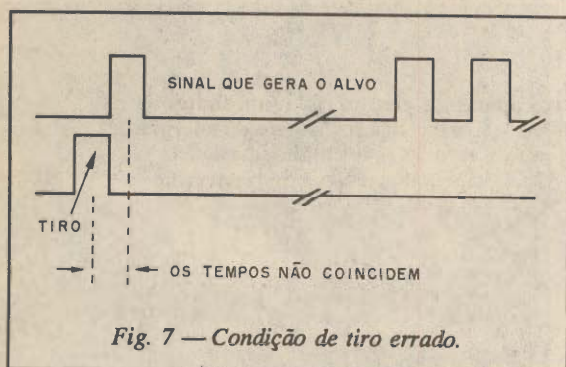 SINAL QUE GERA O ALVO
TIRO
OS TEMPOS NÃO COINCIDEM
Fig. 7 — Condição de tiro errado.